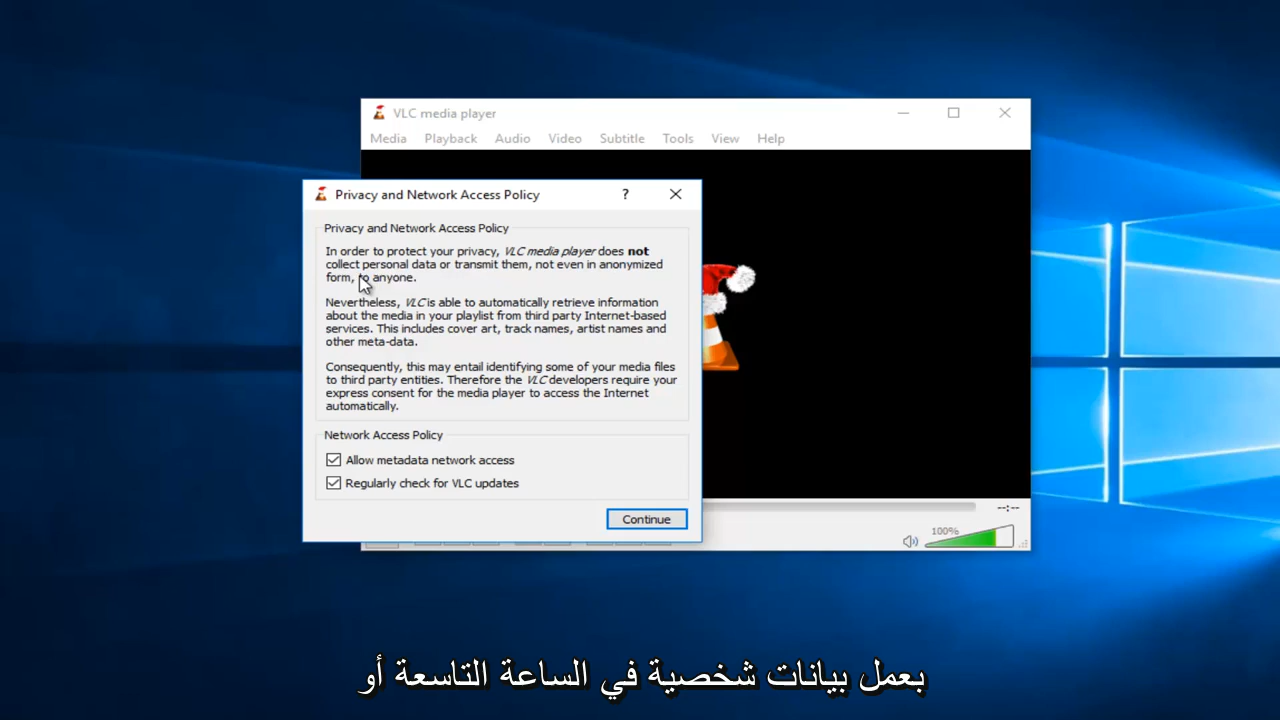 VLC media player
Media Playback Audio Video Subtitle Tools View Help
Privacy and Network Access Policy ?
Privacy and Network Access Policy
In order to protect your privacy, VLC media player does not
collect personal data or transmit them, not even in anonymized
form, to anyone.
Nevertheless, VLC is able to automatically retrieve information
about the media in your playlist from third party Internet-based
services. This includes cover art, track names, artist names and
other meta-data.
Consequently, this may entail identifying some of your media files
to third party entities. Therefore the VLC developers require your
express consent for the media player to access the Internet
automatically.
Network Access Policy
Allow metadata network access
Regularly check for VLC updates
Continue
--:--
100%
بعمل بيانات شخصية في الساعة التاسعة أو